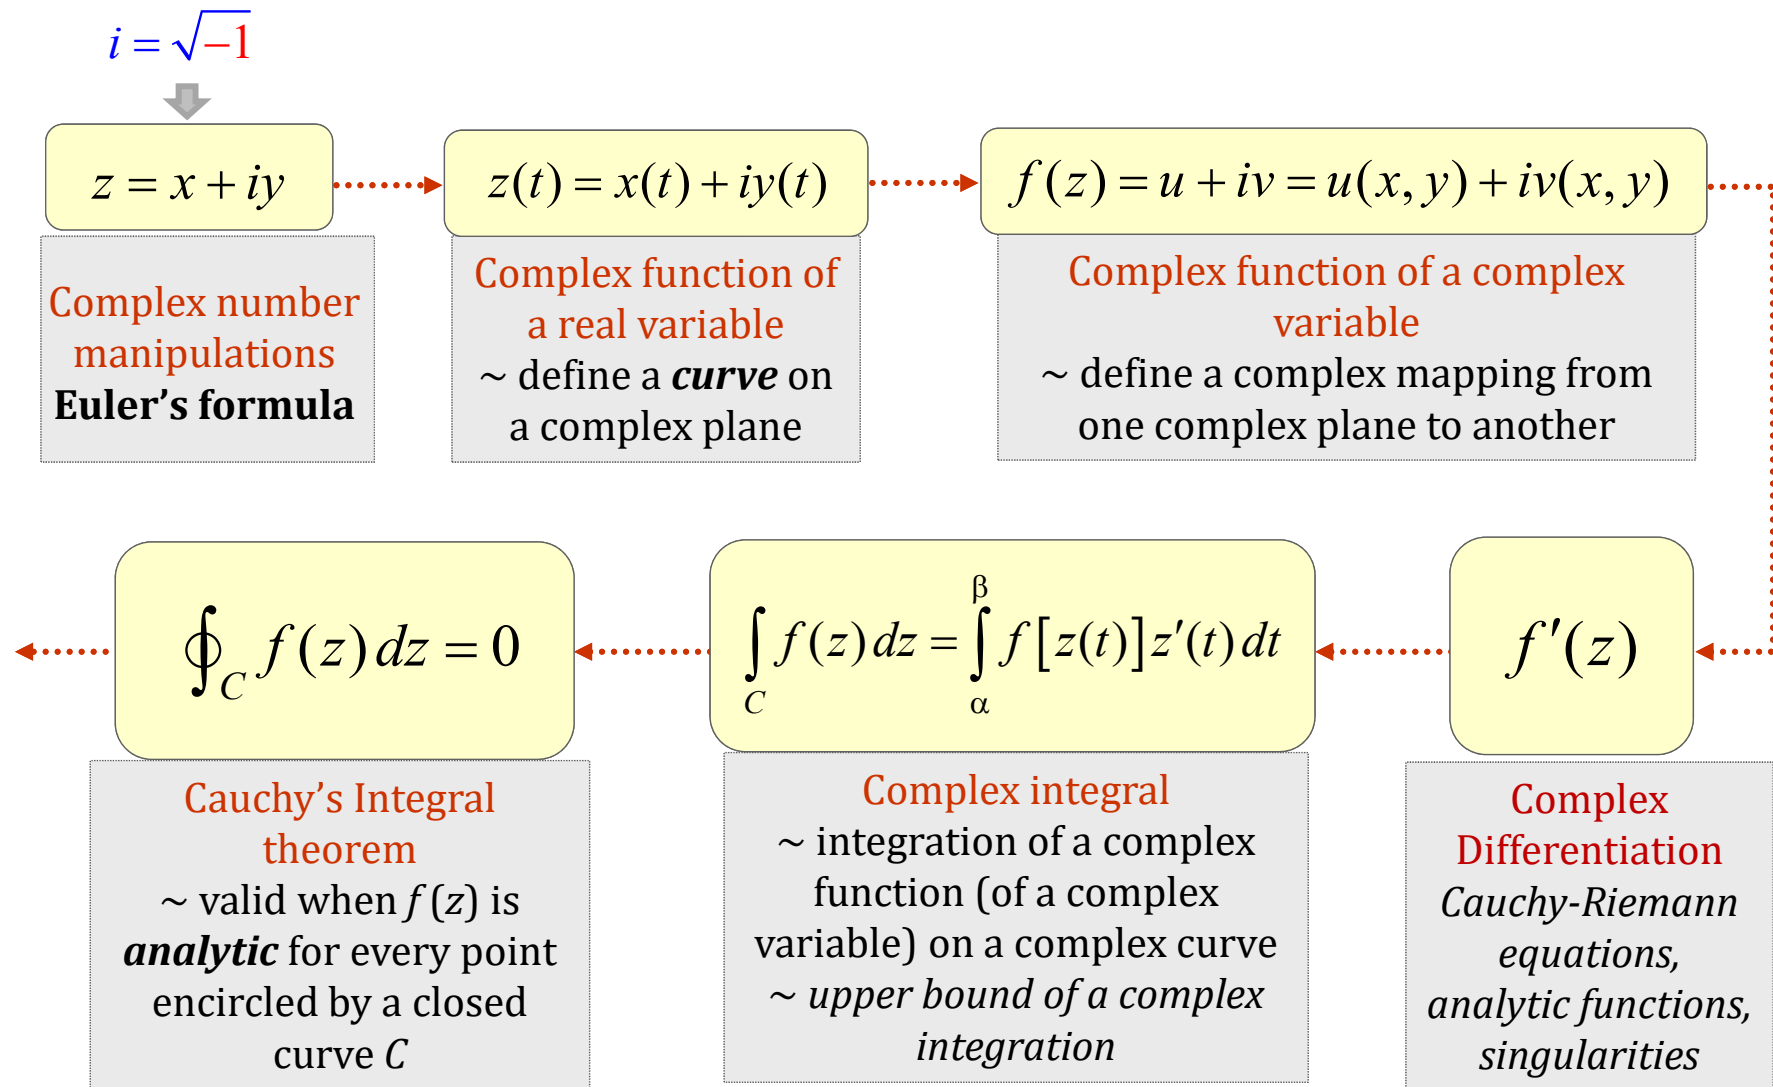 i = √−1
z = x + iy
Complex number
manipulations
Euler’s formula
z(t) = x(t) + iy(t)
Complex function of
a real variable
~ define a curve on
a complex plane
f(z) = u + iv = u(x, y) + iv(x, y)
Complex function of a complex
variable
~ define a complex mapping from
one complex plane to another
f′(z)
Complex
Differentiation
Cauchy-Riemann
equations,
analytic functions,
singularities
∫_C f(z) dz = ∫_α^β f[z(t)] z′(t) dt
Complex integral
~ integration of a complex
function (of a complex
variable) on a complex curve
~ upper bound of a complex
integration
∮_C f(z) dz = 0
Cauchy’s Integral
theorem
~ valid when f (z) is
analytic for every point
encircled by a closed
curve C